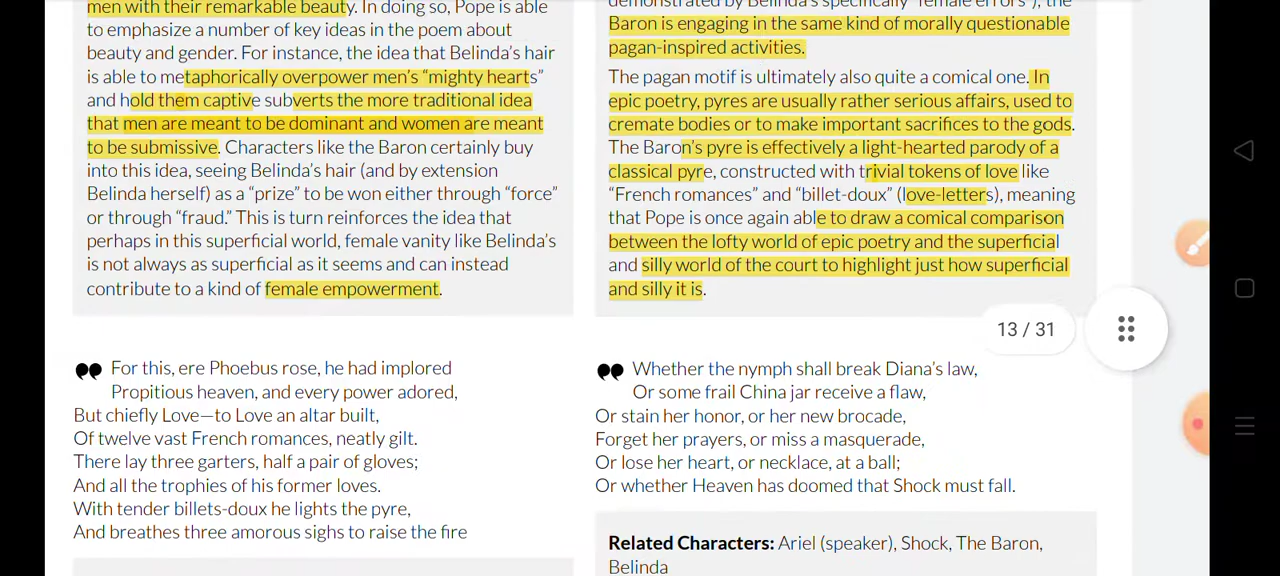 men with their remarkable beauty. In doing so, Pope is able
to emphasize a number of key ideas in the poem about
beauty and gender. For instance, the idea that Belinda's hair
is able to metaphorically overpower men's "mighty hearts"
and hold them captive subverts the more traditional idea
that men are meant to be dominant and women are meant
to be submissive. Characters like the Baron certainly buy
into this idea, seeing Belinda's hair (and by extension
Belinda herself) as a "prize" to be won either through "force"
or through "fraud." This is turn reinforces the idea that
perhaps in this superficial world, female vanity like Belinda's
is not always as superficial as it seems and can instead
contribute to a kind of female empowerment.
❞ For this, ere Phoebus rose, he had implored
Propitious heaven, and every power adored,
But chiefly Love—to Love an altar built,
Of twelve vast French romances, neatly gilt.
There lay three garters, half a pair of gloves;
And all the trophies of his former loves.
With tender billets-doux he lights the pyre,
And breathes three amorous sighs to raise the fire
demonstrated by Belinda's specifically "female errors"), the
Baron is engaging in the same kind of morally questionable
pagan-inspired activities.
The pagan motif is ultimately also quite a comical one. In
epic poetry, pyres are usually rather serious affairs, used to
cremate bodies or to make important sacrifices to the gods.
The Baron's pyre is effectively a light-hearted parody of a
classical pyre, constructed with trivial tokens of love like
"French romances" and "billet-doux" (love-letters), meaning
that Pope is once again able to draw a comical comparison
between the lofty world of epic poetry and the superficial
and silly world of the court to highlight just how superficial
and silly it is.
13 / 31
❞ Whether the nymph shall break Diana's law,
Or some frail China jar receive a flaw,
Or stain her honor, or her new brocade,
Forget her prayers, or miss a masquerade,
Or lose her heart, or necklace, at a ball;
Or whether Heaven has doomed that Shock must fall.
Related Characters: Ariel (speaker), Shock, The Baron,
Belinda